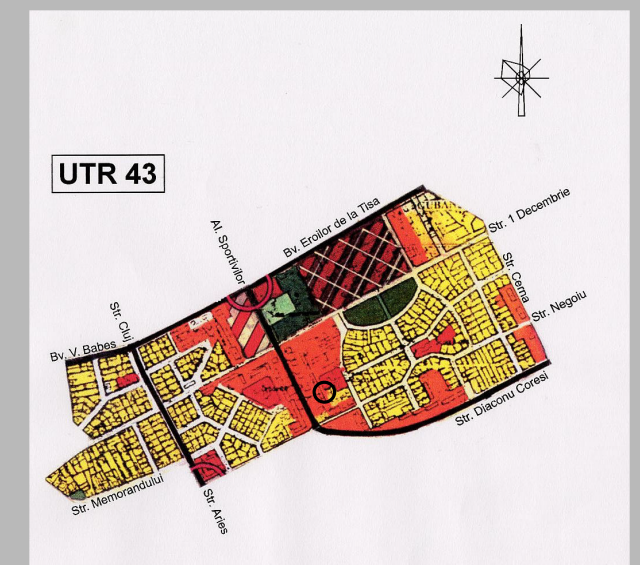 UTR 43
Al. Sportivilor
Bv. Eroilor de la Tisa
Str. 1 Decembrie
Str. Cerna
Str. Negoiu
Str. Cluj
Bv. V. Babes
Str. Diaconu Coresi
Str. Memorandului
Str. Aries